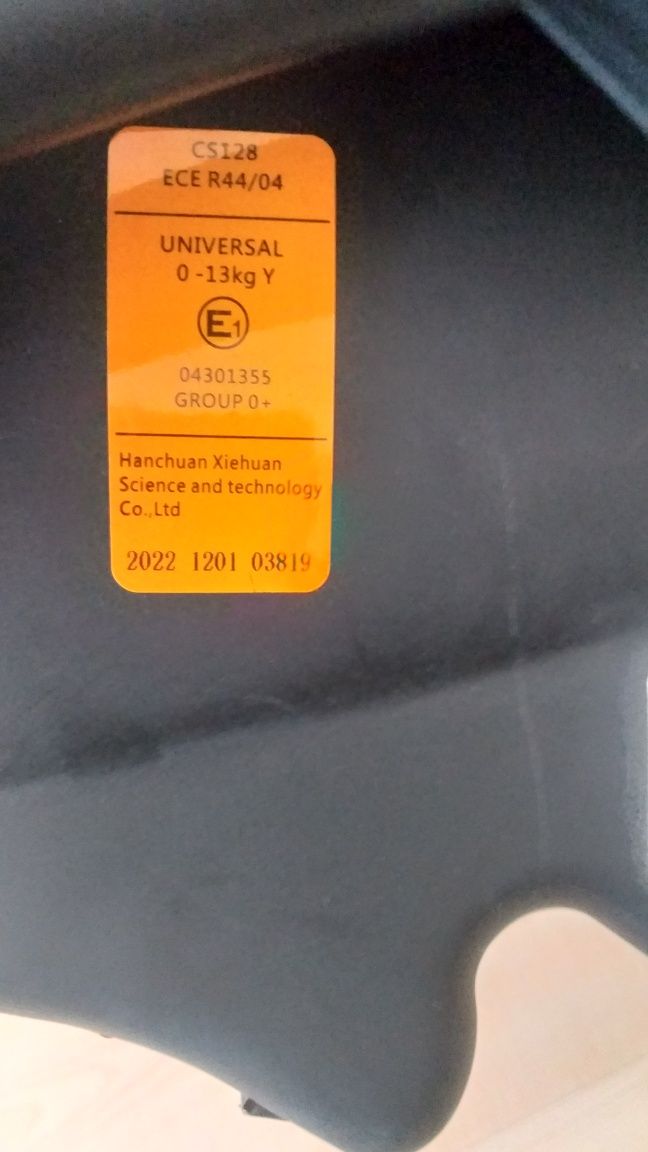 CS128
ECE R44/04
UNIVERSAL
0 -13kg Y
E1
04301355
GROUP 0+
Hanchuan Xiehuan
Science and technology
Co.,Ltd
2022 1201 03819